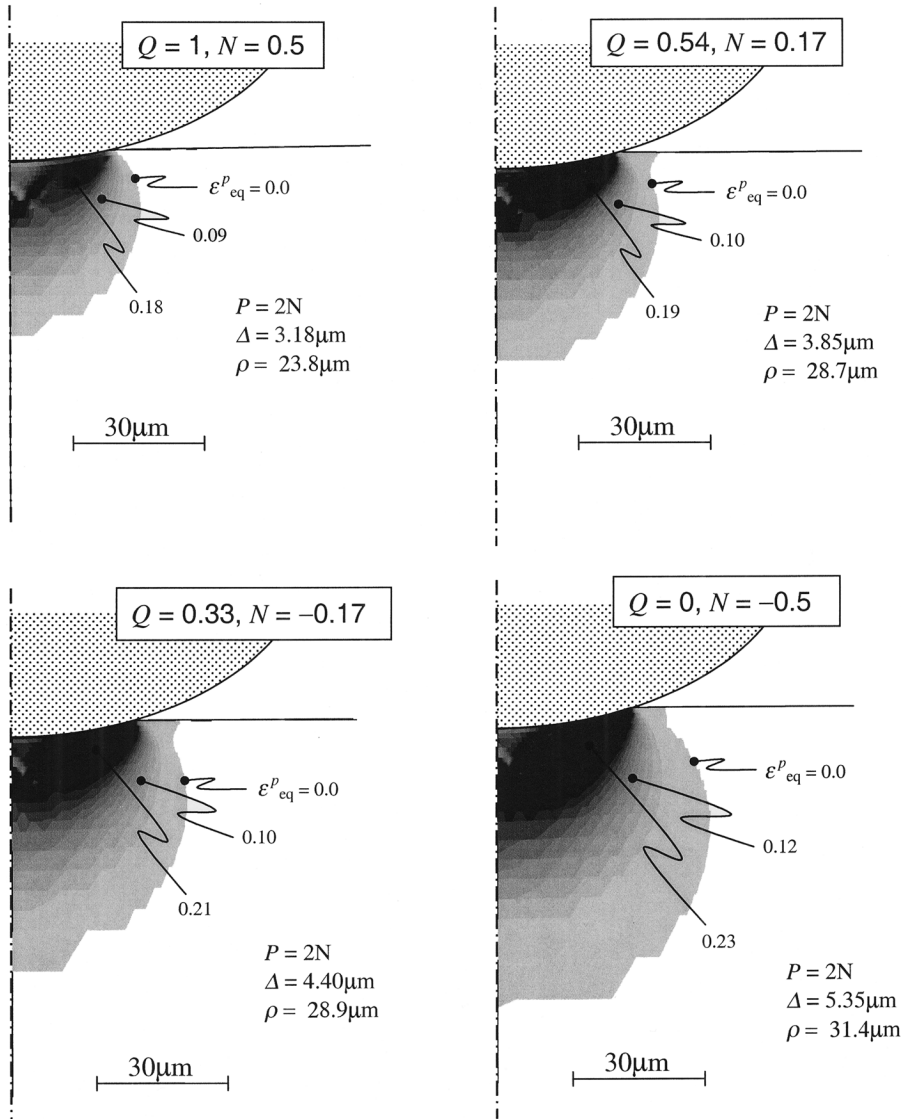 Q = 1, N = 0.5
ε^p_eq = 0.0
0.09
0.18
P = 2N
Δ = 3.18μm
ρ = 23.8μm
30μm
Q = 0.54, N = 0.17
ε^p_eq = 0.0
0.10
0.19
P = 2N
Δ = 3.85μm
ρ = 28.7μm
30μm
Q = 0.33, N = −0.17
ε^p_eq = 0.0
0.10
0.21
P = 2N
Δ = 4.40μm
ρ = 28.9μm
30μm
Q = 0, N = −0.5
ε^p_eq = 0.0
0.12
0.23
P = 2N
Δ = 5.35μm
ρ = 31.4μm
30μm